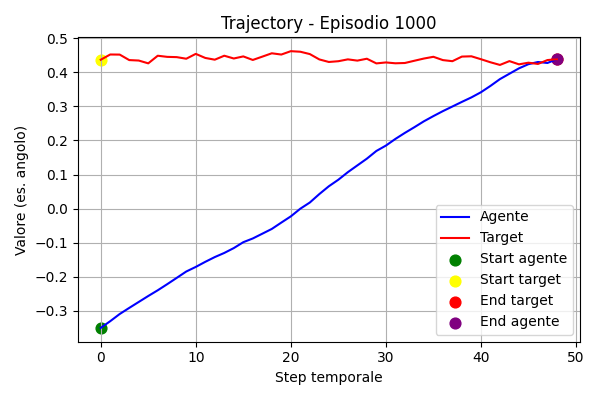 Trajectory - Episodio 1000
Valore (es. angolo)
0.5
0.4
0.3
0.2
0.1
0.0
−0.1
−0.2
−0.3
0 10 20 30 40 50
Step temporale
Agente
Target
Start agente
Start target
End target
End agente